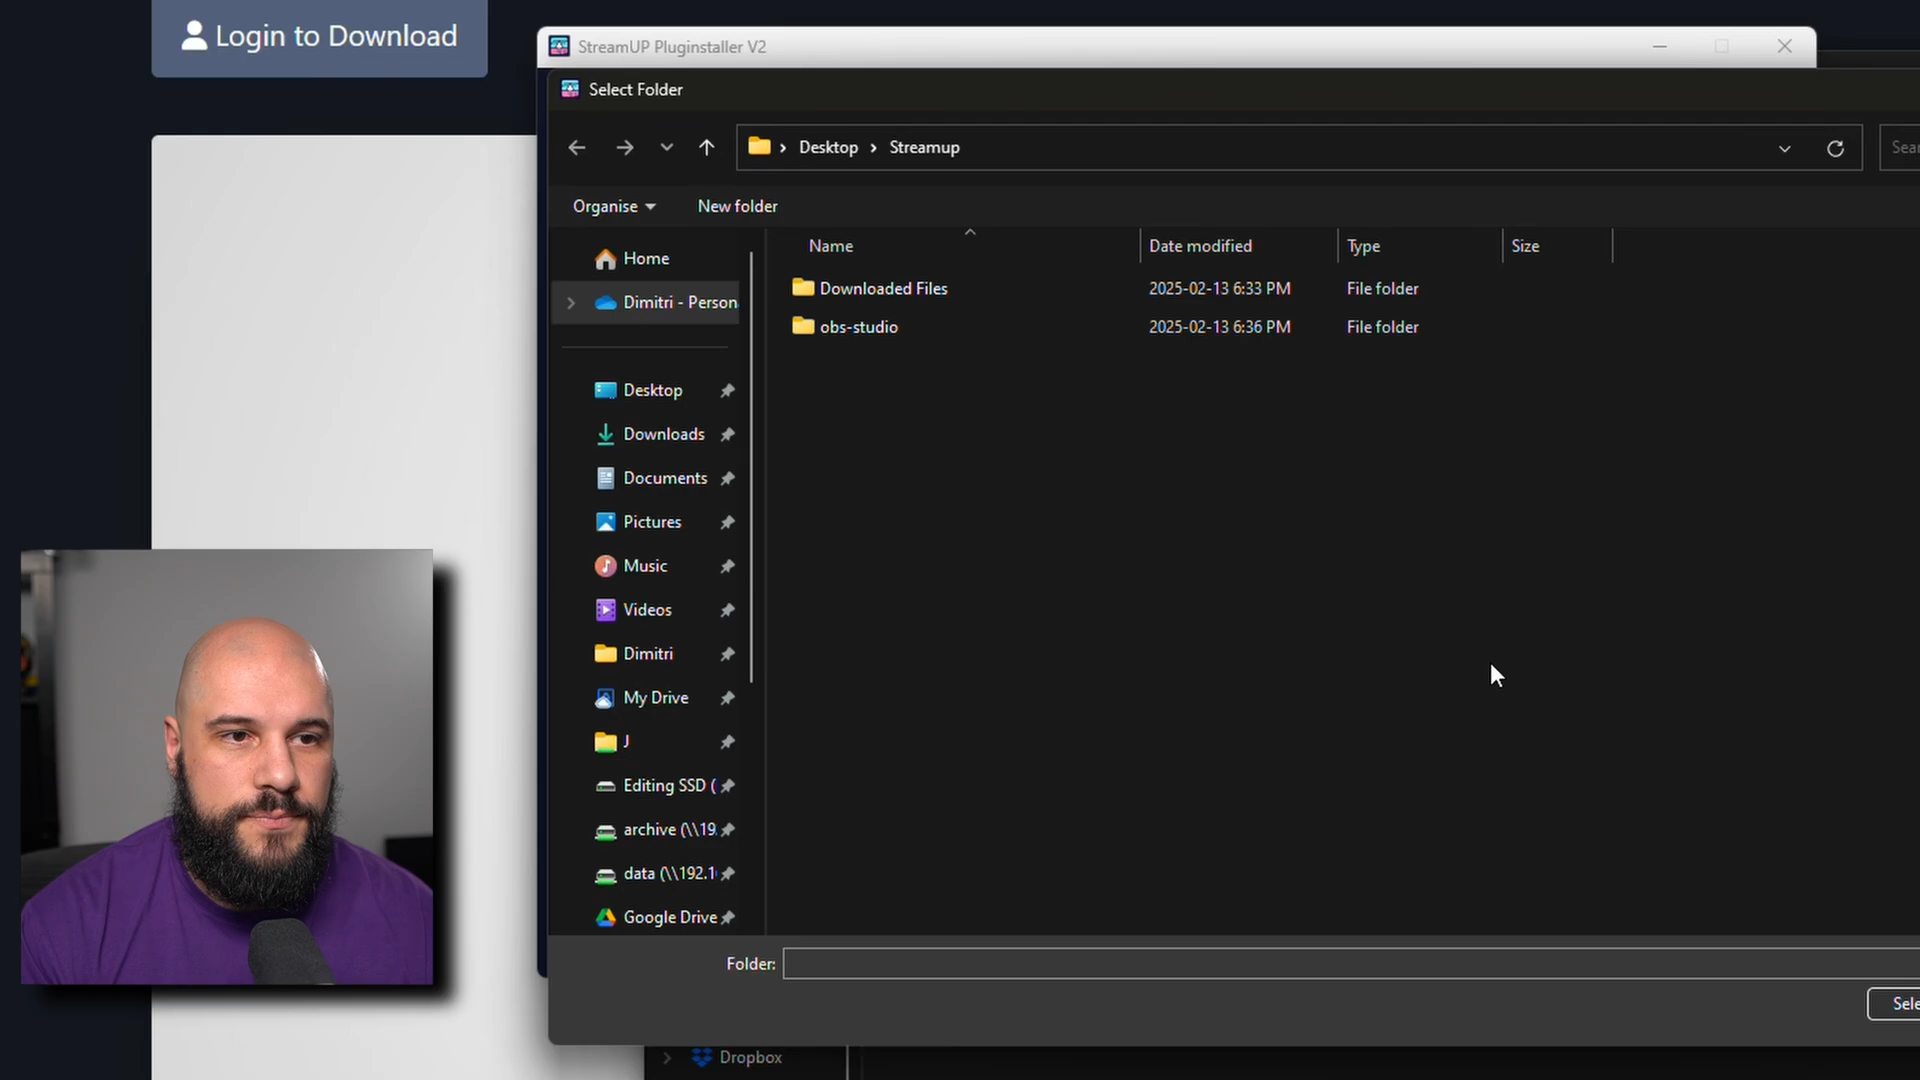 Login to Download
StreamUP Pluginstaller V2
Select Folder
Desktop > Streamup
Organise
New folder
Name
Date modified
Type
Size
Downloaded Files
2025-02-13 6:33 PM
File folder
obs-studio
2025-02-13 6:36 PM
File folder
Home
Dimitri - Person
Desktop
Downloads
Documents
Pictures
Music
Videos
Dimitri
My Drive
J
Editing SSD (
archive (\\19
data (\\192.1
Google Drive
Folder:
Sele
Dropbox